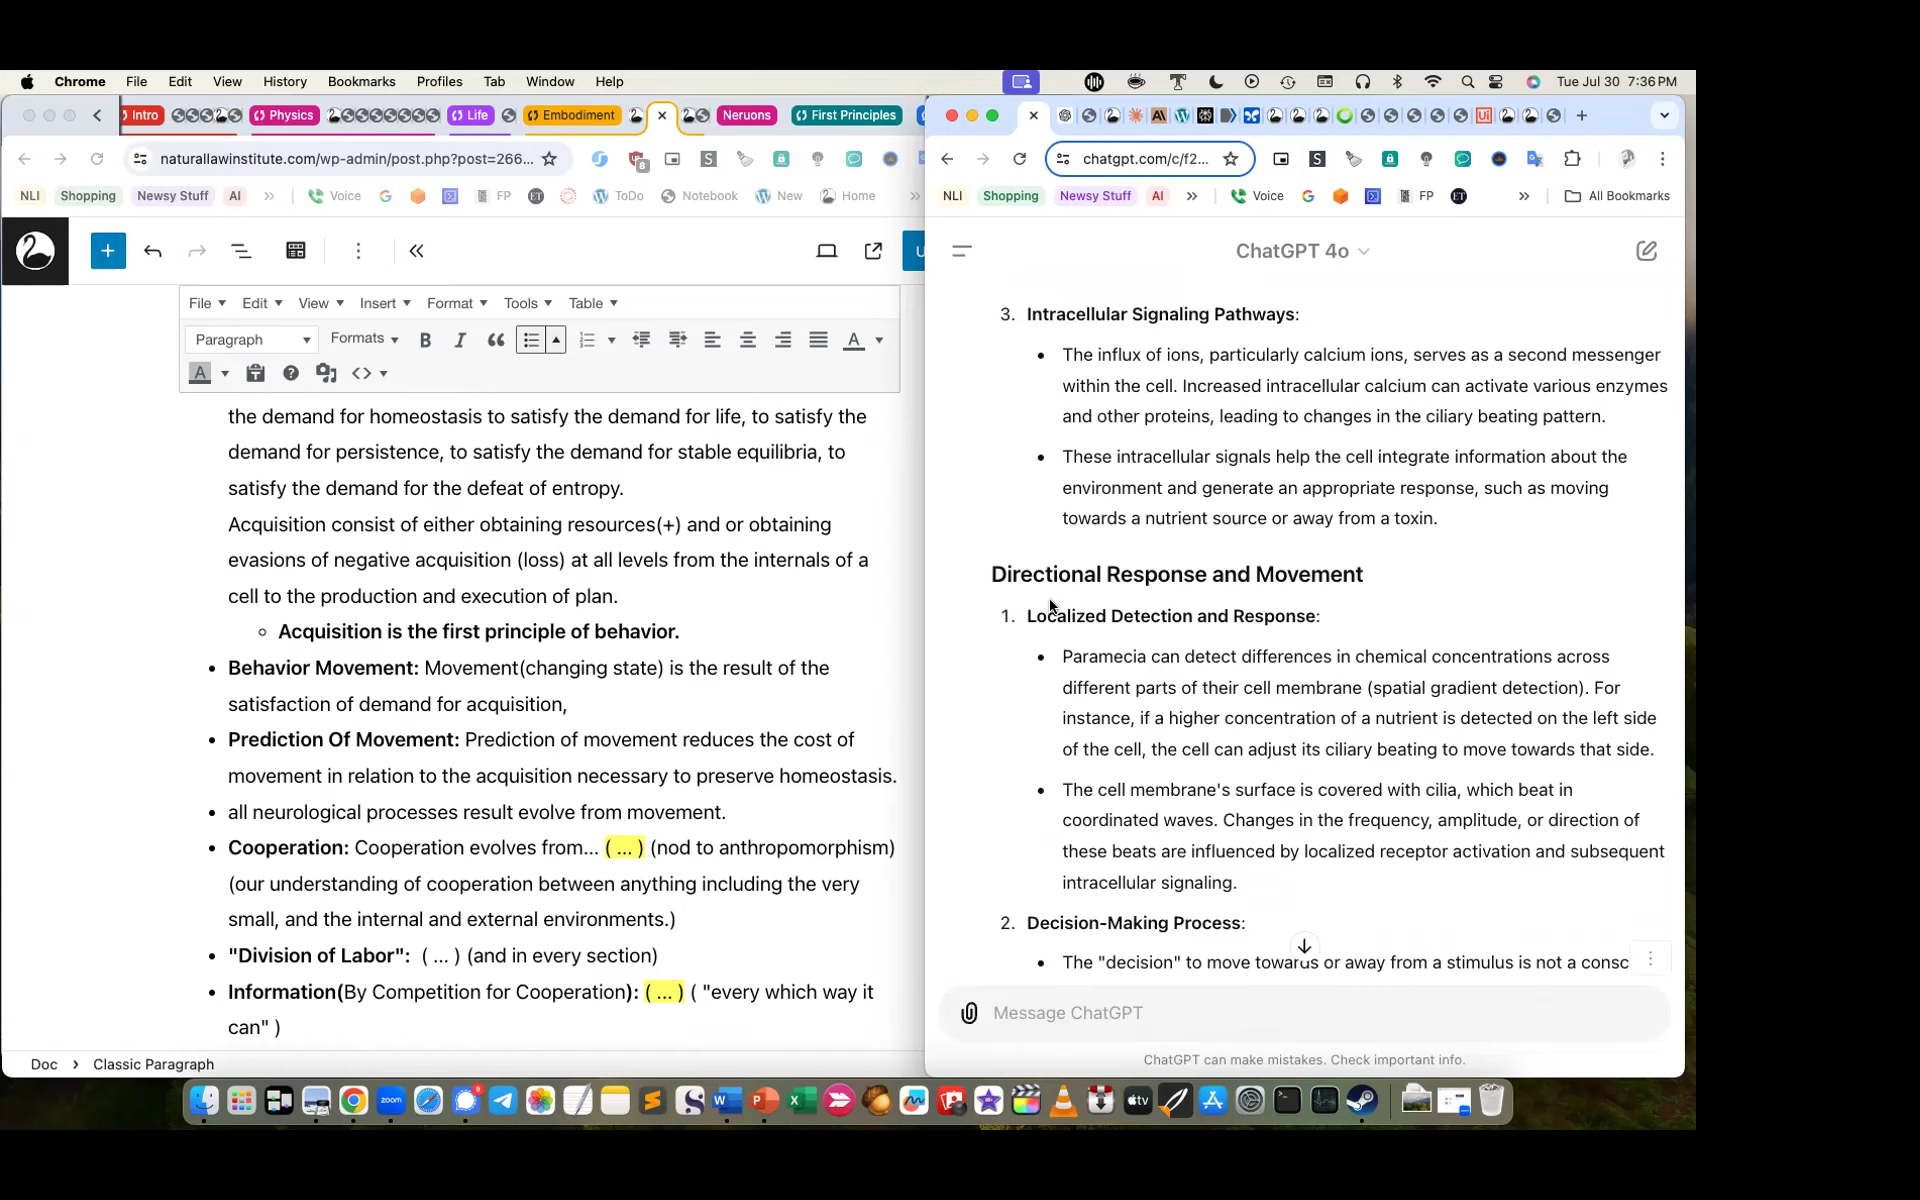 Chrome File Edit View History Bookmarks Profiles Tab Window Help Tue Jul 30 7:36 PM
Intro Physics Life Embodiment Neruons First Principles
naturallawinstitute.com/wp-admin/post.php?post=266...
NLI Shopping Newsy Stuff AI Voice FP ToDo Notebook New Home
File Edit View Insert Format Tools Table
Paragraph Formats
the demand for homeostasis to satisfy the demand for life, to satisfy the
demand for persistence, to satisfy the demand for stable equilibria, to
satisfy the demand for the defeat of entropy.
Acquisition consist of either obtaining resources(+) and or obtaining
evasions of negative acquisition (loss) at all levels from the internals of a
cell to the production and execution of plan.
Acquisition is the first principle of behavior.
Behavior Movement: Movement(changing state) is the result of the
satisfaction of demand for acquisition,
Prediction Of Movement: Prediction of movement reduces the cost of
movement in relation to the acquisition necessary to preserve homeostasis.
all neurological processes result evolve from movement.
Cooperation: Cooperation evolves from... ( ... ) (nod to anthropomorphism)
(our understanding of cooperation between anything including the very
small, and the internal and external environments.)
"Division of Labor": ( ... ) (and in every section)
Information(By Competition for Cooperation): ( ... ) ( "every which way it
can" )
Doc Classic Paragraph
chatgpt.com/c/f2...
NLI Shopping Newsy Stuff AI Voice FP All Bookmarks
ChatGPT 4o
3. Intracellular Signaling Pathways:
The influx of ions, particularly calcium ions, serves as a second messenger
within the cell. Increased intracellular calcium can activate various enzymes
and other proteins, leading to changes in the ciliary beating pattern.
These intracellular signals help the cell integrate information about the
environment and generate an appropriate response, such as moving
towards a nutrient source or away from a toxin.
Directional Response and Movement
1. Localized Detection and Response:
Paramecia can detect differences in chemical concentrations across
different parts of their cell membrane (spatial gradient detection). For
instance, if a higher concentration of a nutrient is detected on the left side
of the cell, the cell can adjust its ciliary beating to move towards that side.
The cell membrane's surface is covered with cilia, which beat in
coordinated waves. Changes in the frequency, amplitude, or direction of
these beats are influenced by localized receptor activation and subsequent
intracellular signaling.
2. Decision-Making Process:
The "decision" to move towards or away from a stimulus is not a consc
Message ChatGPT
ChatGPT can make mistakes. Check important info.
zoom W P X tv